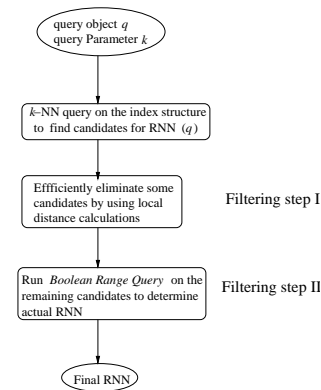 query object q
query Parameter k
k–NN query on the index structure
to find candidates for RNN (q)
Effficiently eliminate some
candidates by using local
distance calculations
Filtering step I
Run Boolean Range Query on the
remaining candidates to determine
actual RNN
Filtering step II
Final RNN